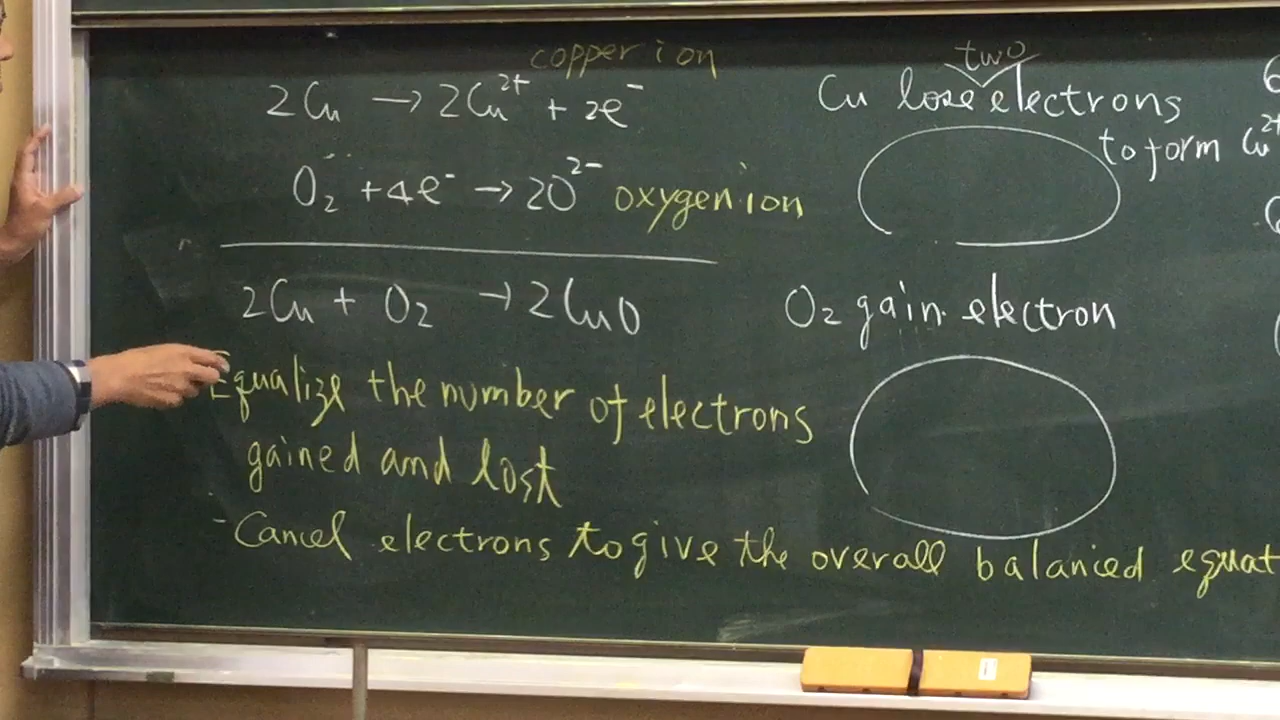 copper ion
2Cu → 2Cu²⁺ + 2e⁻
O₂ + 4e⁻ → 2O²⁻ oxygen ion
2Cu + O₂ → 2CuO
Equalize the number of electrons
gained and lost
- Cancel electrons to give the overall balancied equat
two
Cu lose electrons
to form Cu²⁺
O₂ gain electron